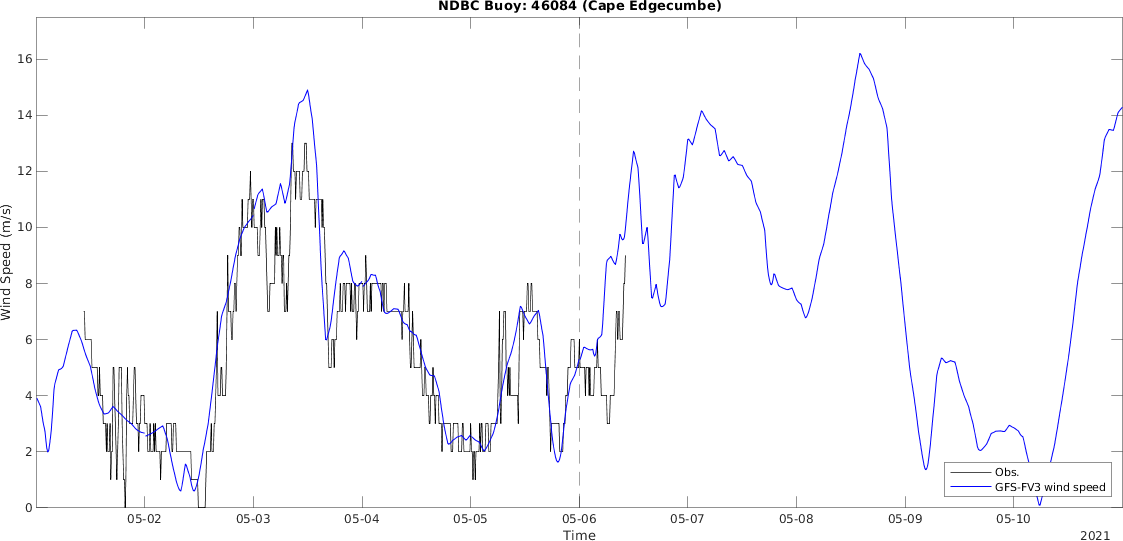 NDBC Buoy: 46084 (Cape Edgecumbe)
Wind Speed (m/s)
16
14
12
10
8
6
4
2
0
05-02 05-03 05-04 05-05 05-06 05-07 05-08 05-09 05-10
Time
2021
Obs.
GFS-FV3 wind speed